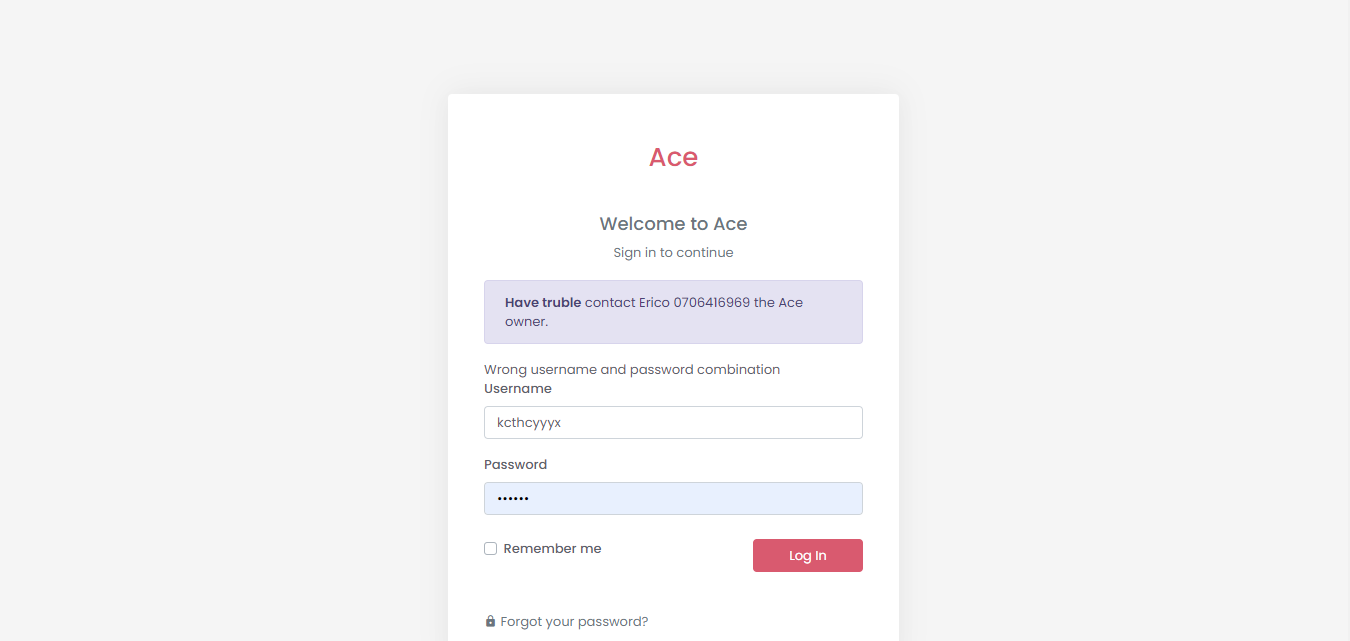 Ace
Welcome to Ace
Sign in to continue
Have truble contact Erico 0706416969 the Ace
owner.
Wrong username and password combination
Username
kcthcyyyx
Password
••••••
Remember me
Log In
Forgot your password?